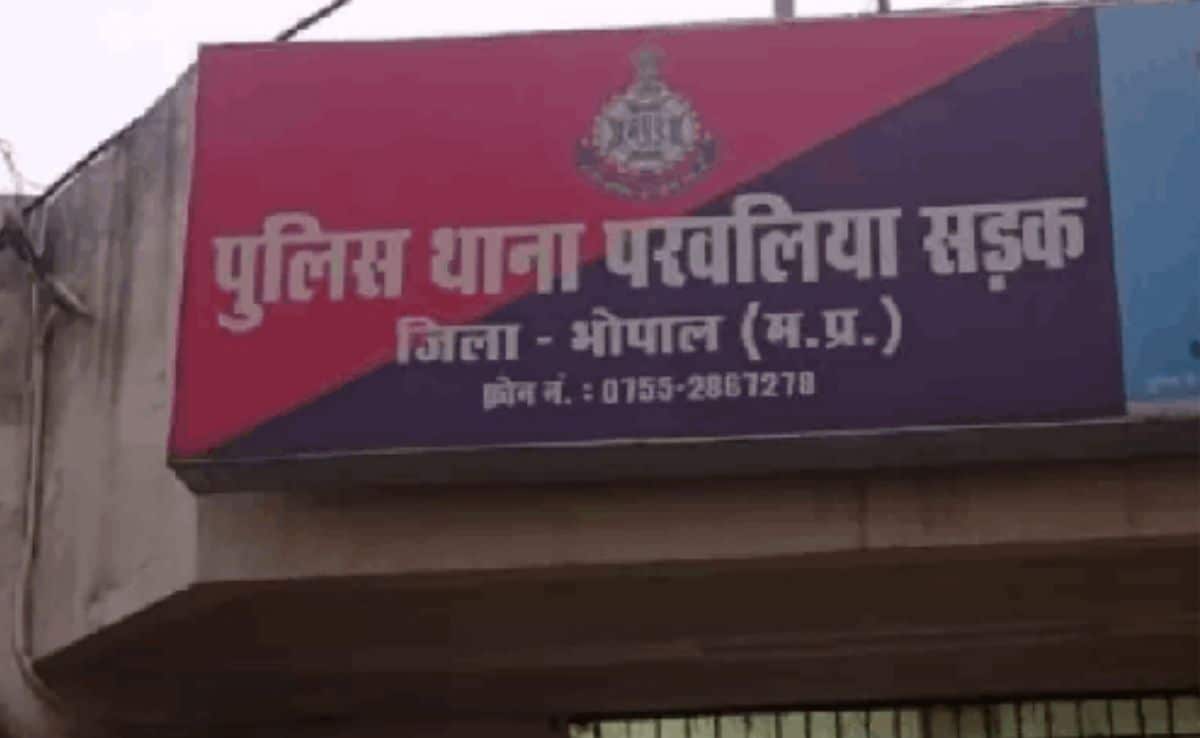 पुलिस थाना परवलिया सड़क
जिला - भोपाल (म.प्र.)
फ़ोन नं. : 0755-2867278